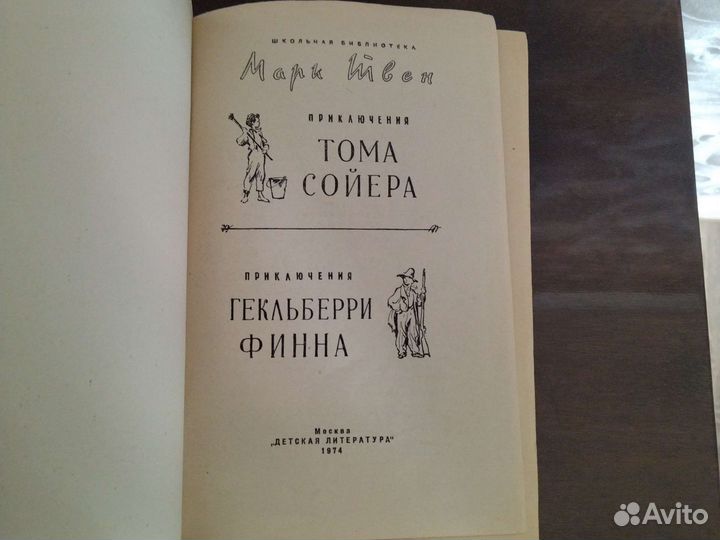 ШКОЛЬНАЯ БИБЛИОТЕКА
Марк Твен
ПРИКЛЮЧЕНИЯ
ТОМА
СОЙЕРА
ПРИКЛЮЧЕНИЯ
ГЕКЛЬБЕРРИ
ФИННА
Москва
„ДЕТСКАЯ ЛИТЕРАТУРА"
1974
Avito